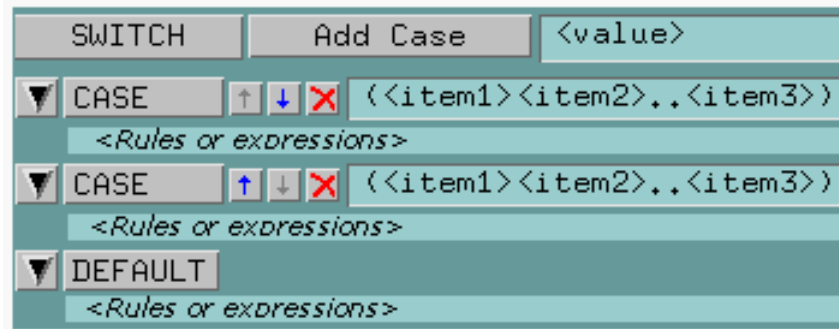 SWITCH Add Case <value>
CASE ↑ ↓ X (<item1><item2>..<item3>)
<Rules or expressions>
CASE ↑ ↓ X (<item1><item2>..<item3>)
<Rules or expressions>
DEFAULT
<Rules or expressions>